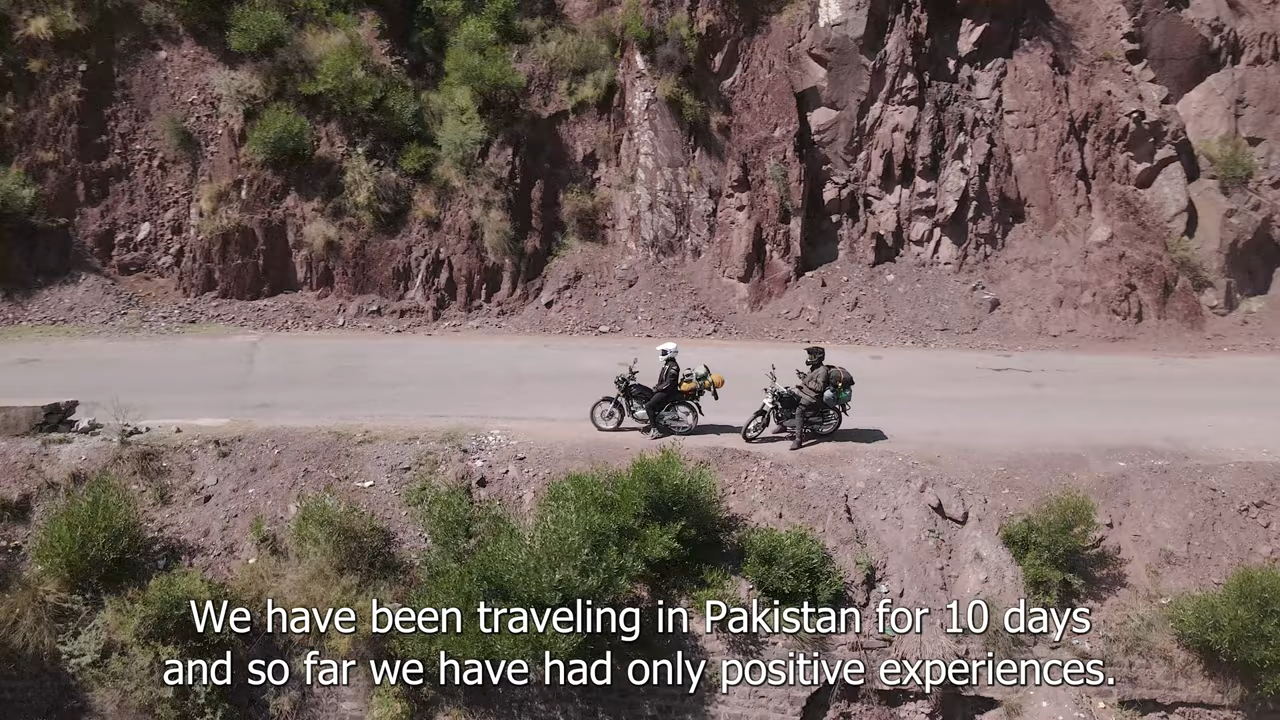 We have been traveling in Pakistan for 10 days
and so far we have had only positive experiences.